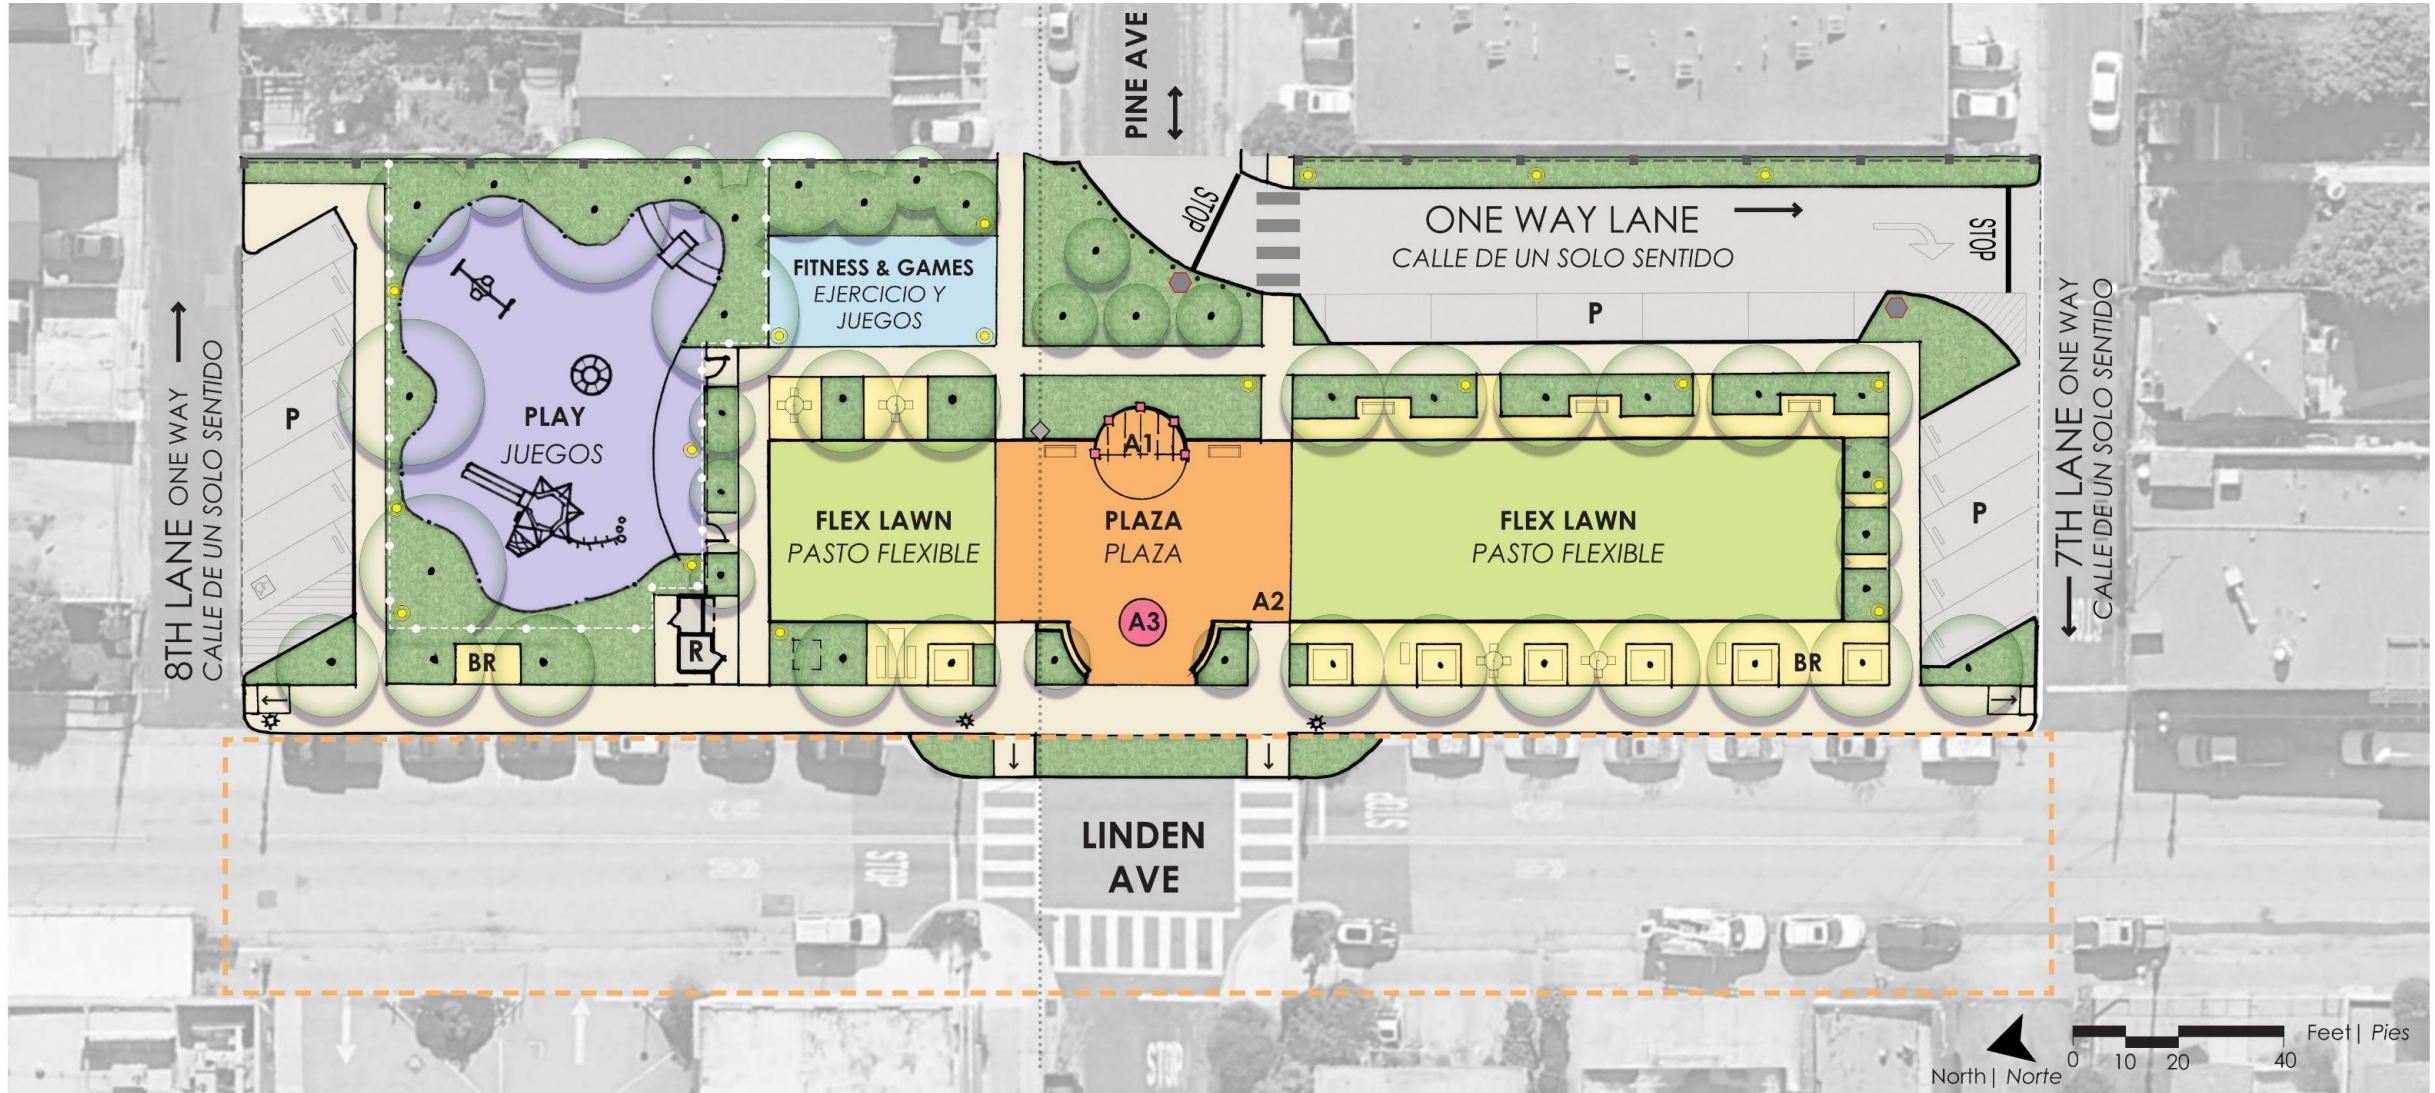 PINE AVE
STOP
ONE WAY LANE
CALLE DE UN SOLO SENTIDO
STOP
FITNESS & GAMES
EJERCICIO Y
JUEGOS
P
8TH LANE ONE WAY
CALLE DE UN SOLO SENTIDO
P
PLAY
JUEGOS
A1
7TH LANE ONE WAY
CALLE DE UN SOLO SENTIDO
FLEX LAWN
PASTO FLEXIBLE
PLAZA
PLAZA
FLEX LAWN
PASTO FLEXIBLE
P
A2
A3
R
BR
BR
STOP
LINDEN
AVE
STOP
STOP
North | Norte
0 10 20 40
Feet | Pies